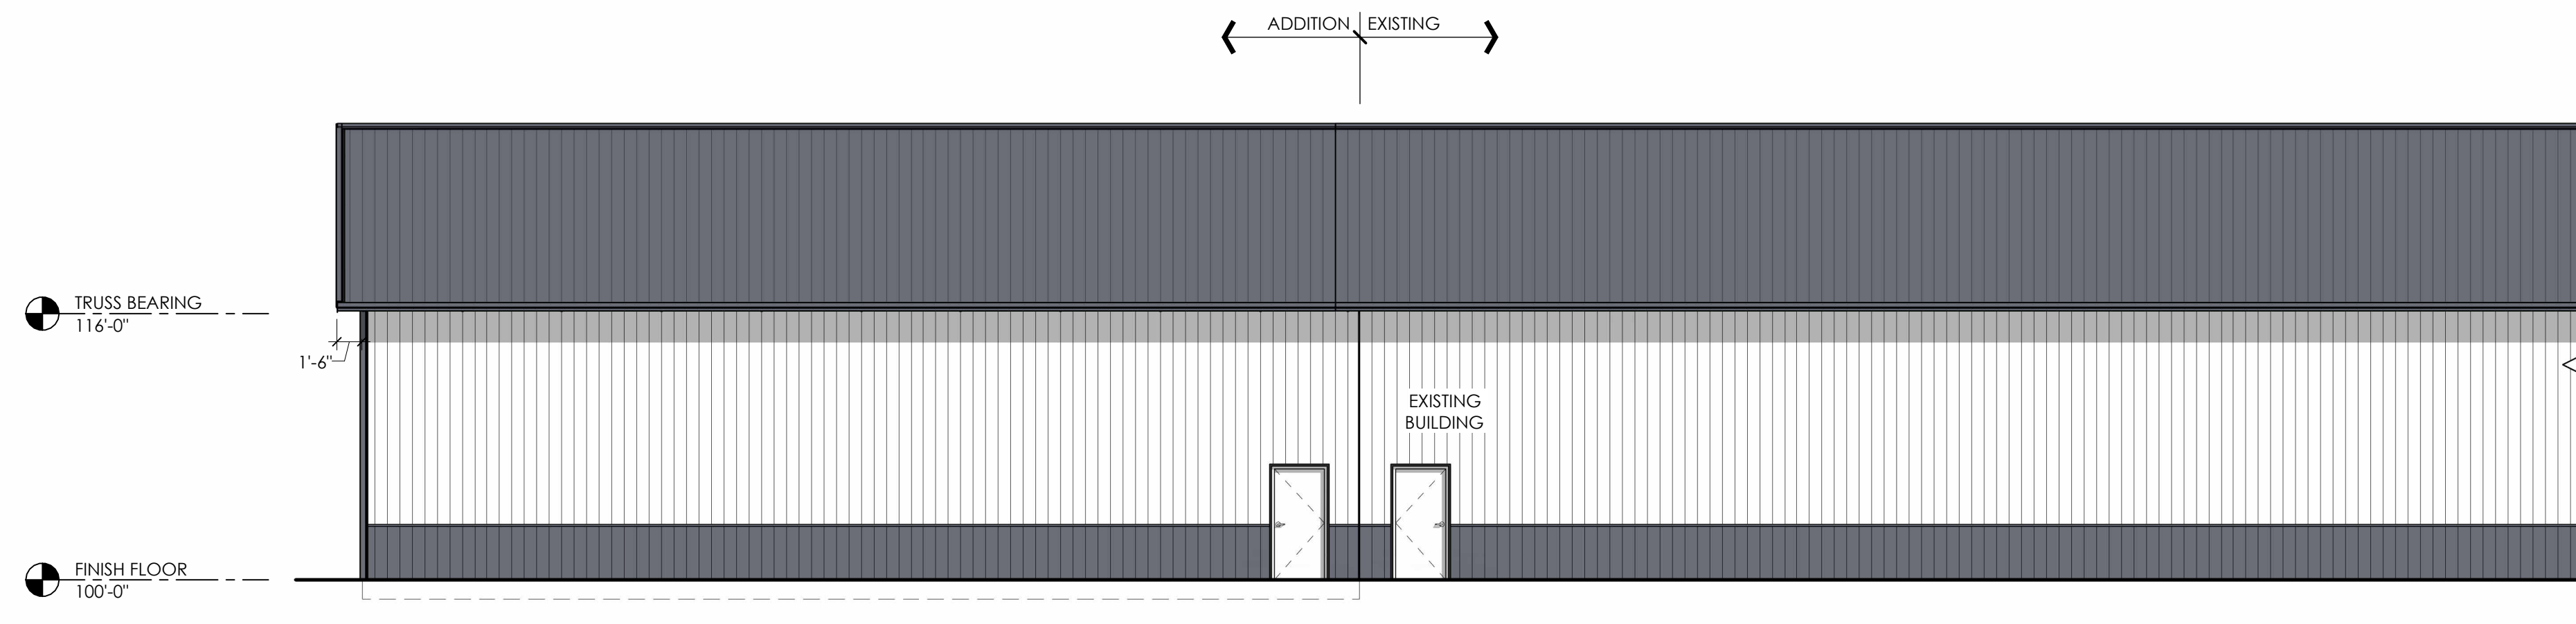 ADDITION EXISTING
TRUSS BEARING
116'-0"
1'-6"
EXISTING
BUILDING
FINISH FLOOR
100'-0"